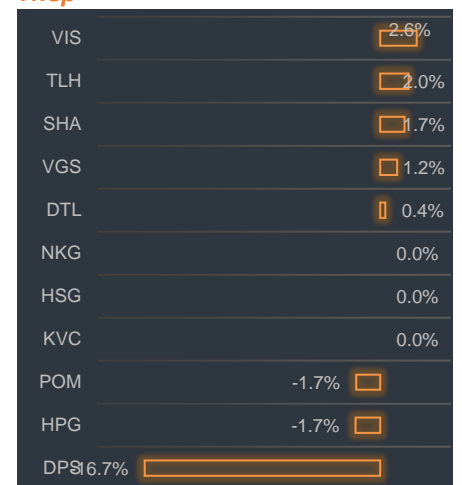 VIS 2.6%
TLH 2.0%
SHA 1.7%
VGS 1.2%
DTL 0.4%
NKG 0.0%
HSG 0.0%
KVC 0.0%
POM -1.7%
HPG -1.7%
DPS -16.7%